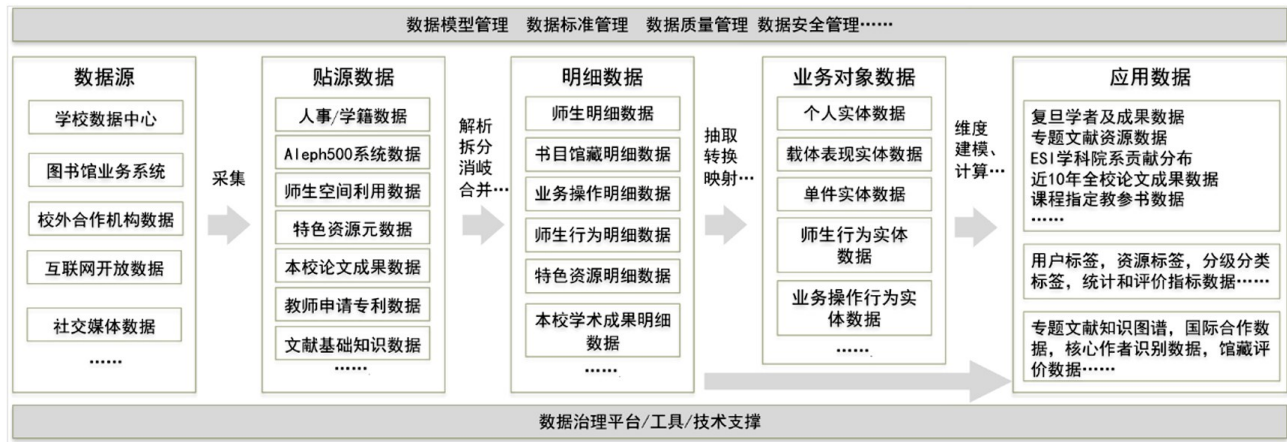 数据模型管理 数据标准管理 数据质量管理 数据安全管理……
数据源
学校数据中心
图书馆业务系统
校外合作机构数据
互联网开放数据
社交媒体数据
……
采集
贴源数据
人事/学籍数据
Aleph500系统数据
师生空间利用数据
特色资源元数据
本校论文成果数据
教师申请专利数据
文献基础知识数据
……
解析
拆分
消岐
合并…
明细数据
师生明细数据
书目馆藏明细数据
业务操作明细数据
师生行为明细数据
特色资源明细数据
本校学术成果明细
数据
……
抽取
转换
映射…
业务对象数据
个人实体数据
载体表现实体数据
单件实体数据
师生行为实体
数据
业务操作行为实
体数据
……
维度
建模、
计算…
应用数据
复旦学者及成果数据
专题文献资源数据
ESI学科院系贡献分布
近10年全校论文成果数据
课程指定教参书数据
……
用户标签，资源标签，分级分类
标签，统计和评价指标数据……
专题文献知识图谱，国际合作数
据，核心作者识别数据，馆藏评
价数据……
数据治理平台/工具/技术支撑